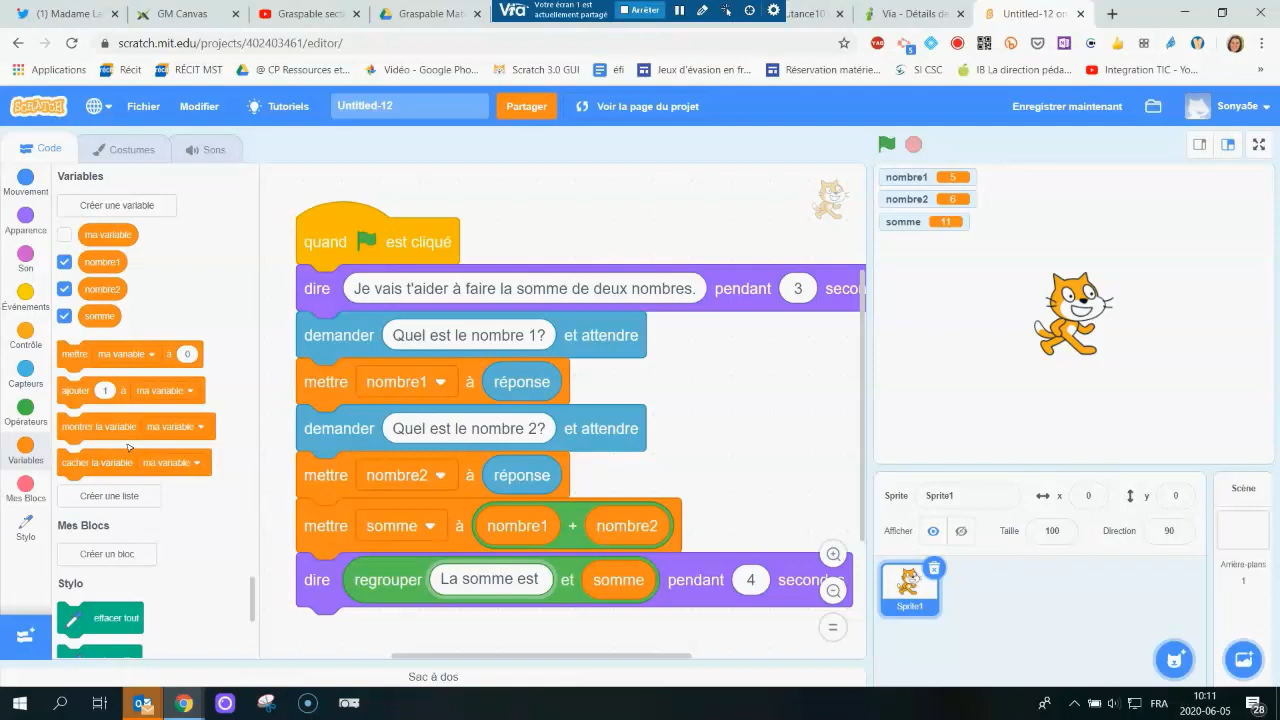 Boîte de récep
GM Canvas
Graspable secon
Graspable Math
Vra
Votre écran 1 est
actuellement partagé
Arrêter
Via - Détails de
Untitled-12 on
scratch.mit.edu/projects/402403461/editor/
Applications
Récit
RÉCIT MST
@ CP Ressources et...
Vidéo - Google Pho...
Scratch 3.0 GUI
éfi
Jeux d'évasion en fr...
Réservation matérie...
SI CSC
IB La direction péda...
Integration TIC - Yo...
»
SCRATCH
Fichier
Modifier
Tutoriels
Untitled-12
Partager
Voir la page du projet
Enregistrer maintenant
Sonya5e
Code
Costumes
Sons
Mouvement
Apparence
Son
Événements
Contrôle
Capteurs
Opérateurs
Variables
Mes Blocs
Stylo
Variables
Créer une variable
ma variable
nombre1
nombre2
somme
mettre ma variable à 0
ajouter 1 à ma variable
montrer la variable ma variable
cacher la variable ma variable
Créer une liste
Mes Blocs
Créer un bloc
Stylo
effacer tout
quand est cliqué
dire Je vais t'aider à faire la somme de deux nombres. pendant 3 secon
demander Quel est le nombre 1? et attendre
mettre nombre1 à réponse
demander Quel est le nombre 2? et attendre
mettre nombre2 à réponse
mettre somme à nombre1 + nombre2
dire regrouper La somme est et somme pendant 4 secondes
Sac à dos
nombre1 5
nombre2 6
somme 11
Sprite Sprite1
x 0
y 0
Afficher
Taille 100
Direction 90
Sprite1
Scène
Arrière-plans
1
FRA
10:11
2020-06-05
28